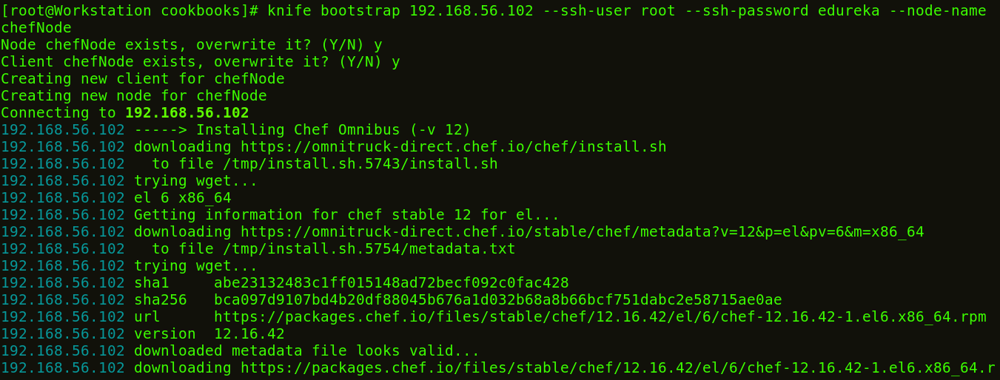 [root@Workstation cookbooks]# knife bootstrap 192.168.56.102 --ssh-user root --ssh-password edureka --node-name
chefNode
Node chefNode exists, overwrite it? (Y/N) y
Client chefNode exists, overwrite it? (Y/N) y
Creating new client for chefNode
Creating new node for chefNode
Connecting to 192.168.56.102
192.168.56.102 -----> Installing Chef Omnibus (-v 12)
192.168.56.102 downloading https://omnitruck-direct.chef.io/chef/install.sh
192.168.56.102   to file /tmp/install.sh.5743/install.sh
192.168.56.102 trying wget...
192.168.56.102 el 6 x86_64
192.168.56.102 Getting information for chef stable 12 for el...
192.168.56.102 downloading https://omnitruck-direct.chef.io/stable/chef/metadata?v=12&p=el&pv=6&m=x86_64
192.168.56.102   to file /tmp/install.sh.5754/metadata.txt
192.168.56.102 trying wget...
192.168.56.102 sha1     abe23132483c1ff015148ad72becf092c0fac428
192.168.56.102 sha256   bca097d9107bd4b20df88045b676a1d032b68a8b66bcf751dabc2e58715ae0ae
192.168.56.102 url      https://packages.chef.io/files/stable/chef/12.16.42/el/6/chef-12.16.42-1.el6.x86_64.rpm
192.168.56.102 version  12.16.42
192.168.56.102 downloaded metadata file looks valid...
192.168.56.102 downloading https://packages.chef.io/files/stable/chef/12.16.42/el/6/chef-12.16.42-1.el6.x86_64.r